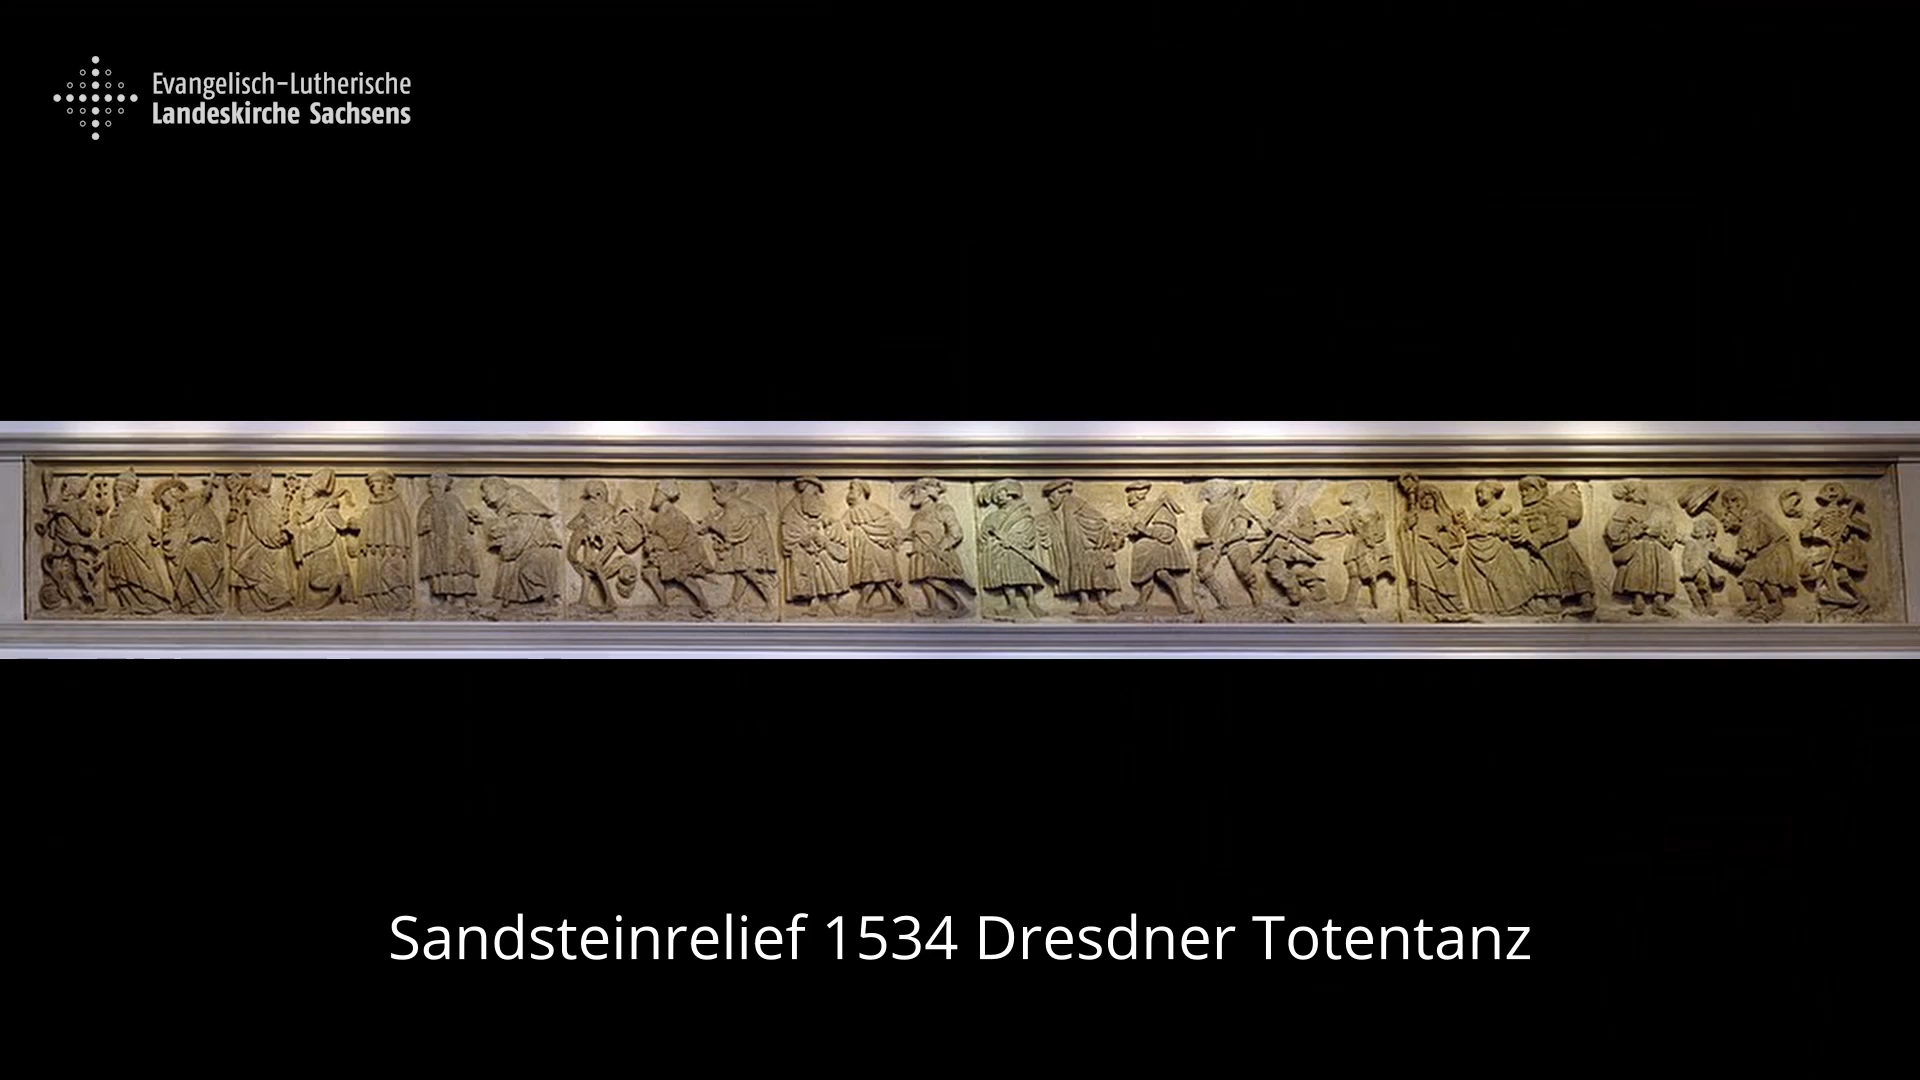 Evangelisch-Lutherische
Landeskirche Sachsens
Sandsteinrelief 1534 Dresdner Totentanz